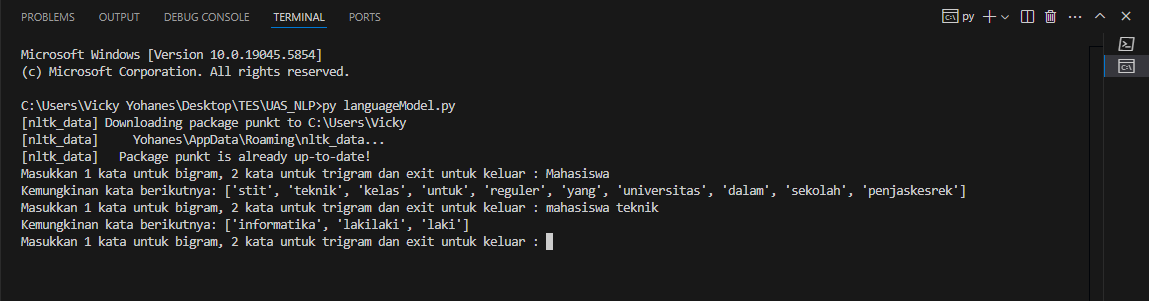 PROBLEMS OUTPUT DEBUG CONSOLE TERMINAL PORTS py
Microsoft Windows [Version 10.0.19045.5854]
(c) Microsoft Corporation. All rights reserved.
C:\Users\Vicky Yohanes\Desktop\TES\UAS_NLP>py languageModel.py
[nltk_data] Downloading package punkt to C:\Users\Vicky
[nltk_data]     Yohanes\AppData\Roaming\nltk_data...
[nltk_data]   Package punkt is already up-to-date!
Masukkan 1 kata untuk bigram, 2 kata untuk trigram dan exit untuk keluar : Mahasiswa
Kemungkinan kata berikutnya: ['stit', 'teknik', 'kelas', 'untuk', 'reguler', 'yang', 'universitas', 'dalam', 'sekolah', 'penjaskesrek']
Masukkan 1 kata untuk bigram, 2 kata untuk trigram dan exit untuk keluar : mahasiswa teknik
Kemungkinan kata berikutnya: ['informatika', 'lakilaki', 'laki']
Masukkan 1 kata untuk bigram, 2 kata untuk trigram dan exit untuk keluar :